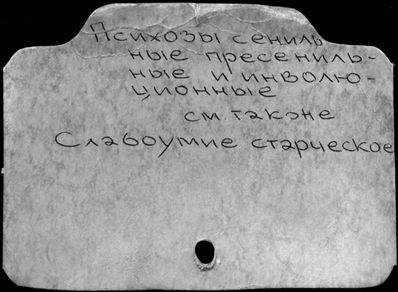 Психозы сениль
ные пресениль-
ные и инволю-
ционные
см. также
Слабоумие старческое